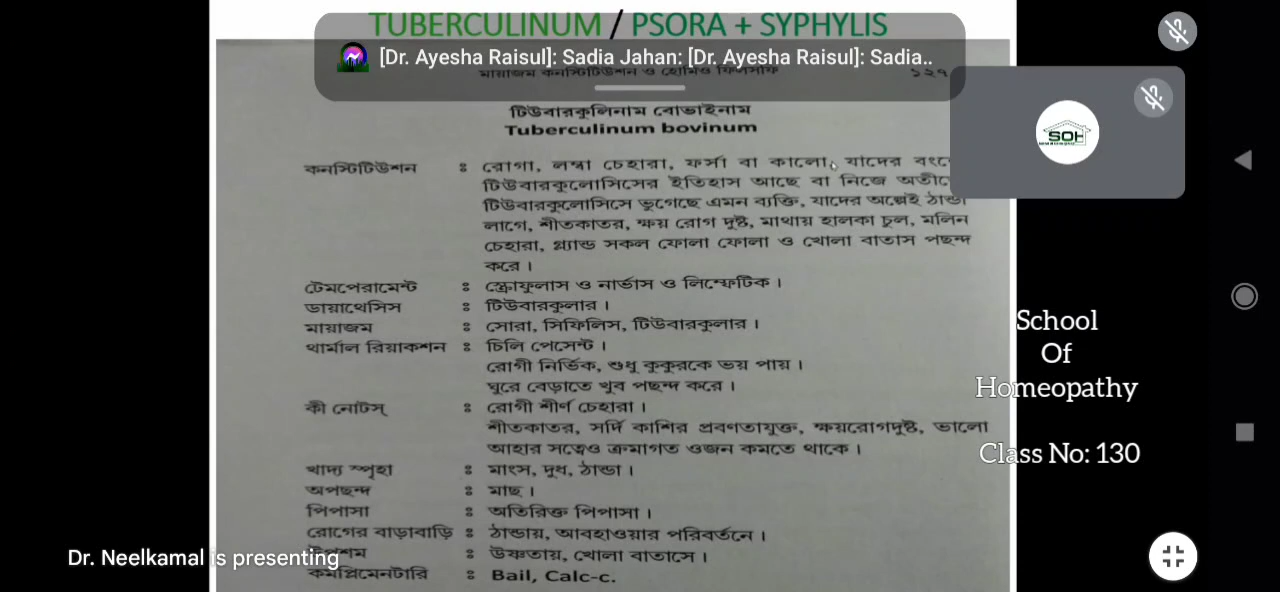 TUBERCULINUM / PSORA + SYPHYLIS
[Dr. Ayesha Raisul]: Sadia Jahan: [Dr. Ayesha Raisul]: Sadia..
মায়াজম কনস্টিটিউশন ও হোমিও ফিলসফি ১২৭
টিউবারকুলিনাম বোভাইনাম
Tuberculinum bovinum
SOH
কনস্টিটিউশন : রোগা, লম্বা চেহারা, ফর্সা বা কালো, যাদের বংশে
টিউবারকুলোসিসের ইতিহাস আছে বা নিজে
টিউবারকুলোসিসে ভুগেছে এমন ব্যক্তি, যাদের অল্পেই ঠান্ডা
লাগে, শীতকাতর, ক্ষয় রোগ দুষ্ট, মাথায় হালকা চুল, মলিন
চেহারা, গ্ল্যান্ড সকল ফোলা ফোলা ও খোলা বাতাস পছন্দ
করে।
টেমপেরামেন্ট : স্ক্রোফুলাস ও নার্ভাস ও লিম্ফেটিক।
ডায়াথেসিস : টিউবারকুলার।
মায়াজম : সোরা, সিফিলিস, টিউবারকুলার।
থার্মাল রিয়াকশন : চিলি পেসেন্ট।
রোগী নির্ভিক, শুধু কুকুরকে ভয় পায়।
ঘুরে বেড়াতে খুব পছন্দ করে।
কী নোটস্ : রোগী শীর্ণ চেহারা।
শীতকাতর, সর্দি কাশির প্রবণতাযুক্ত, ক্ষয়রোগদুষ্ট, ভালো
আহার সত্বেও ক্রমাগত ওজন কমতে থাকে।
খাদ্য স্পৃহা : মাংস, দুধ, ঠান্ডা।
অপছন্দ : মাছ।
পিপাসা : অতিরিক্ত পিপাসা।
রোগের বাড়াবাড়ি : ঠান্ডায়, আবহাওয়ার পরিবর্তনে।
উপশম : উষ্ণতায়, খোলা বাতাসে।
কমপ্লিমেনটারি : Bail, Calc-c.
School
Of
Homeopathy
Class No: 130
Dr. Neelkamal is presenting